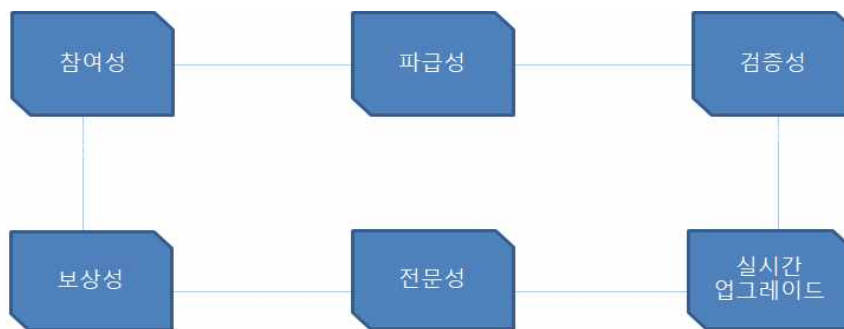 참여성
파급성
검증성
보상성
전문성
실시간
업그레이드